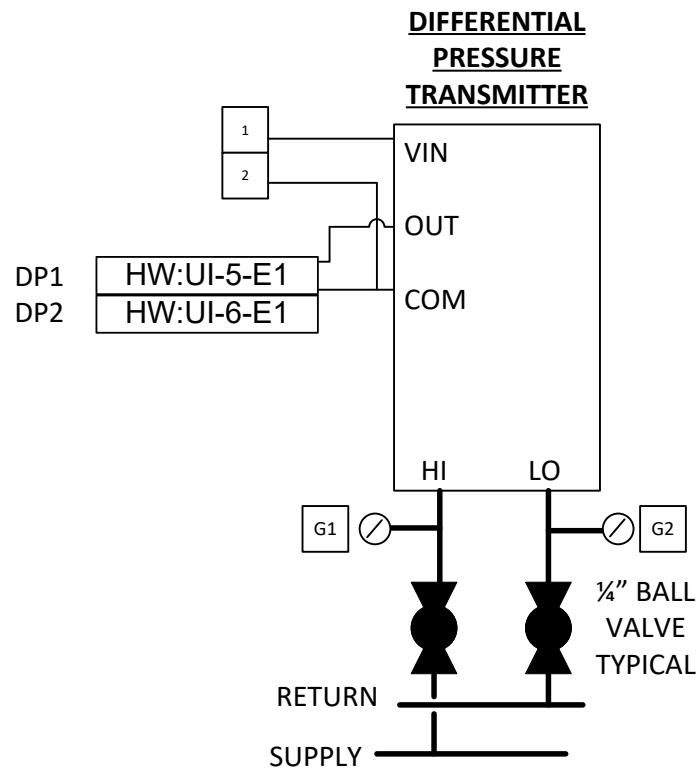 DIFFERENTIAL
PRESSURE
TRANSMITTER
1
2
VIN
OUT
COM
DP1
HW:UI-5-E1
DP2
HW:UI-6-E1
HI
LO
G1
G2
¼” BALL
VALVE
TYPICAL
RETURN
SUPPLY